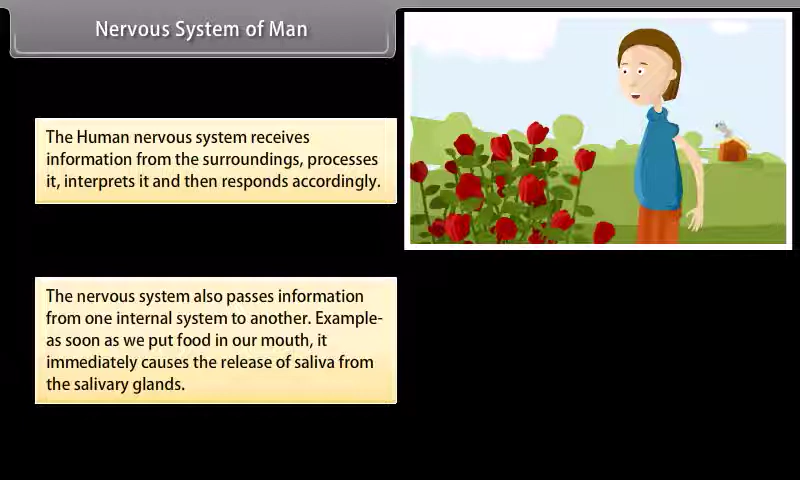 Nervous System of Man
The Human nervous system receives
information from the surroundings, processes
it, interprets it and then responds accordingly.
The nervous system also passes information
from one internal system to another. Example-
as soon as we put food in our mouth, it
immediately causes the release of saliva from
the salivary glands.